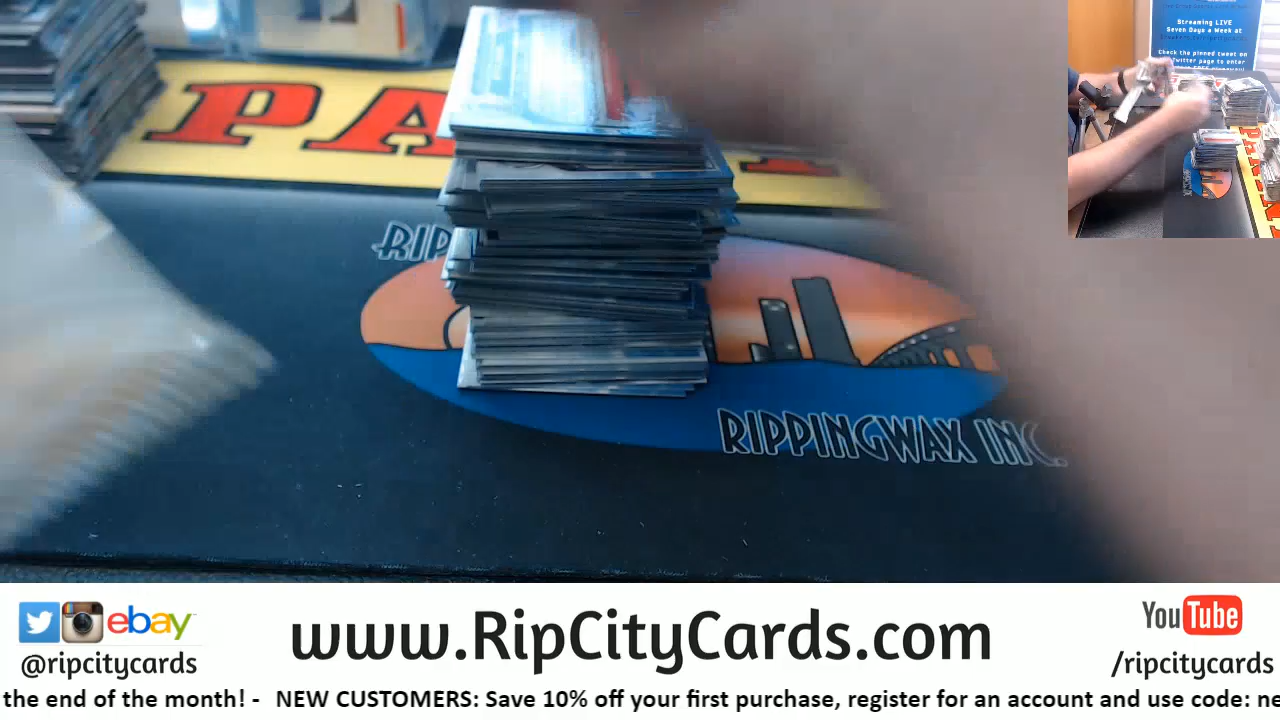 Streaming LIVE
Seven Days a Week at
Check the pinned tweet on
Twitter page to enter
PA
RIP
RIPPINGWAX INC.
ebay
@ripcitycards
www.RipCityCards.com
YouTube
/ripcitycards
the end of the month! - NEW CUSTOMERS: Save 10% off your first purchase, register for an account and use code: ne